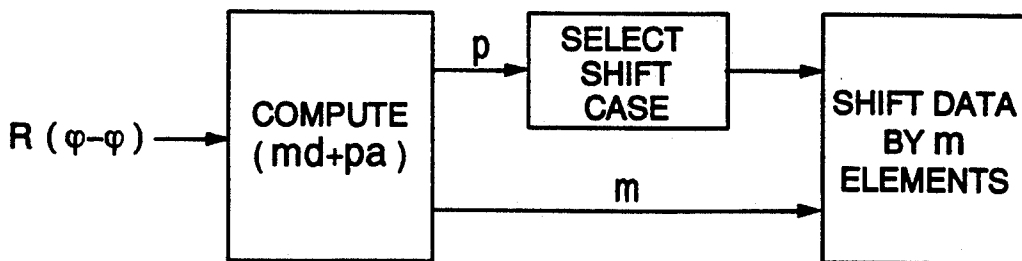 R (φ-φ)
COMPUTE
(md+pa)
p
SELECT
SHIFT
CASE
m
SHIFT DATA
BY m
ELEMENTS